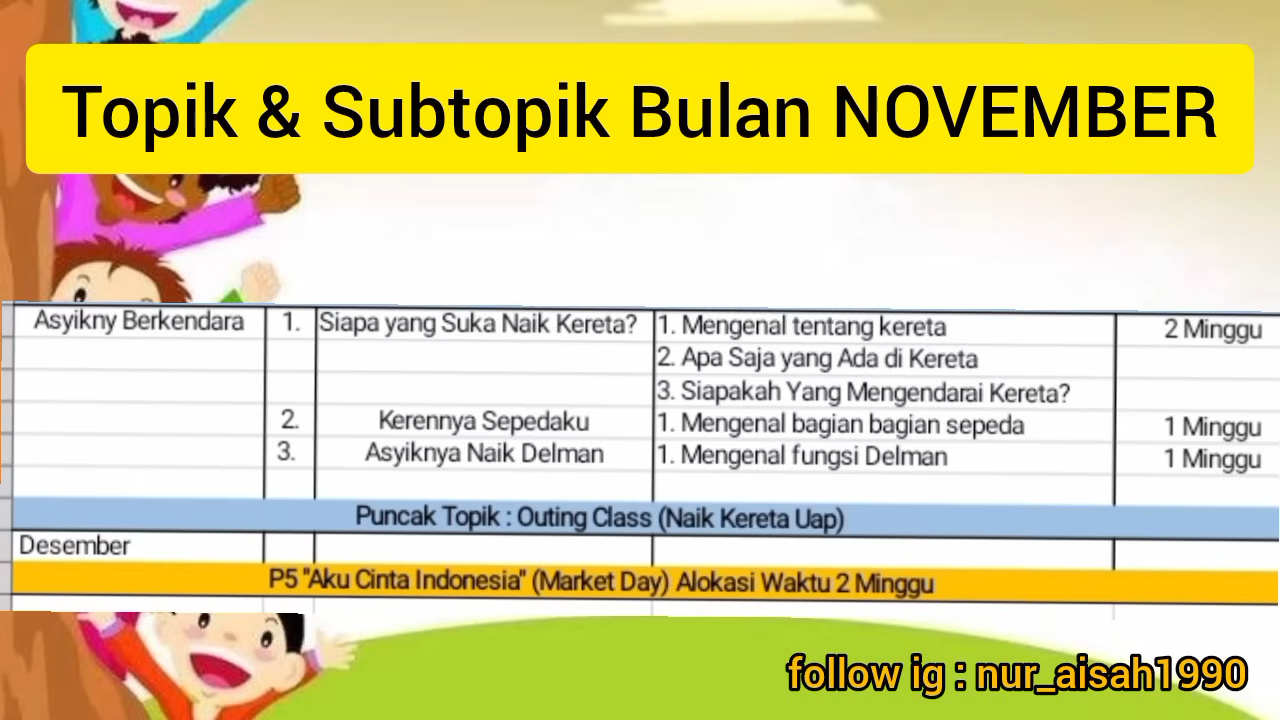 Topik & Subtopik Bulan NOVEMBER
Asyikny Berkendara 1. Siapa yang Suka Naik Kereta? 1. Mengenal tentang kereta 2 Minggu
2. Apa Saja yang Ada di Kereta
3. Siapakah Yang Mengendarai Kereta?
2. Kerennya Sepedaku 1. Mengenal bagian bagian sepeda 1 Minggu
3. Asyiknya Naik Delman 1. Mengenal fungsi Delman 1 Minggu
Puncak Topik : Outing Class (Naik Kereta Uap)
Desember
P5 "Aku Cinta Indonesia" (Market Day) Alokasi Waktu 2 Minggu
follow ig : nur_aisah1990